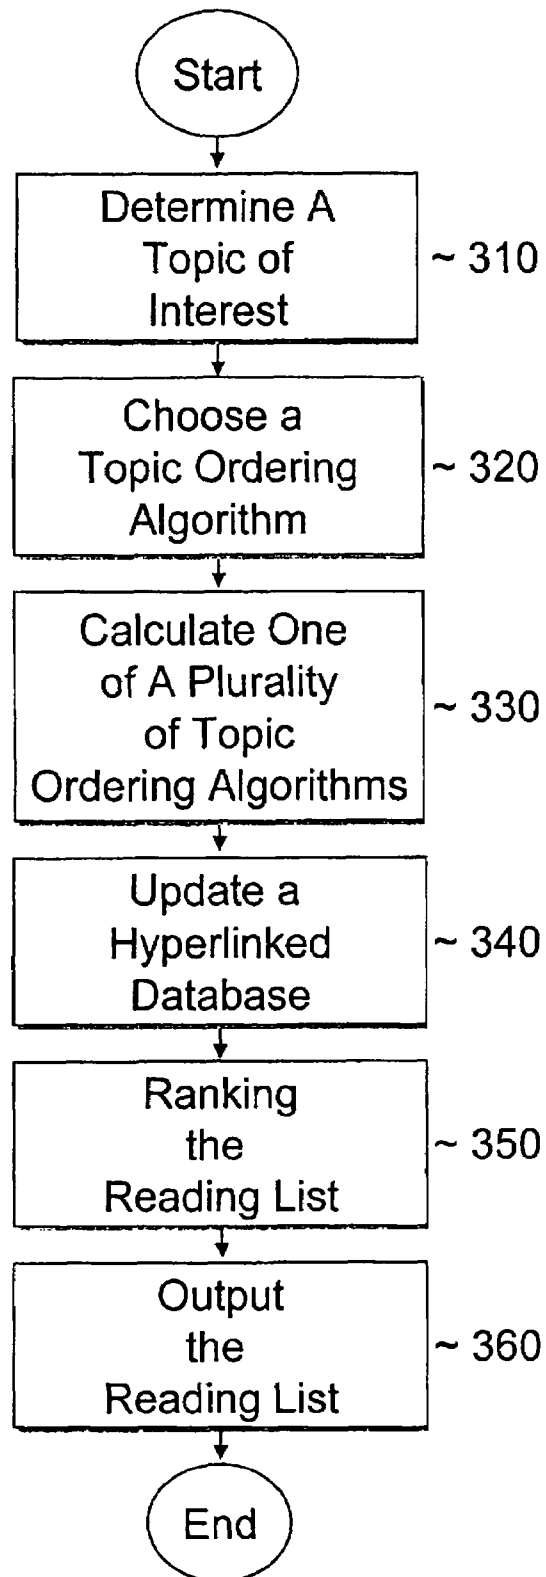 Start
Determine A
Topic of
Interest
~ 310
Choose a
Topic Ordering
Algorithm
~ 320
Calculate One
of A Plurality
of Topic
Ordering Algorithms
~ 330
Update a
Hyperlinked
Database
~ 340
Ranking
the
Reading List
~ 350
Output
the
Reading List
~ 360
End